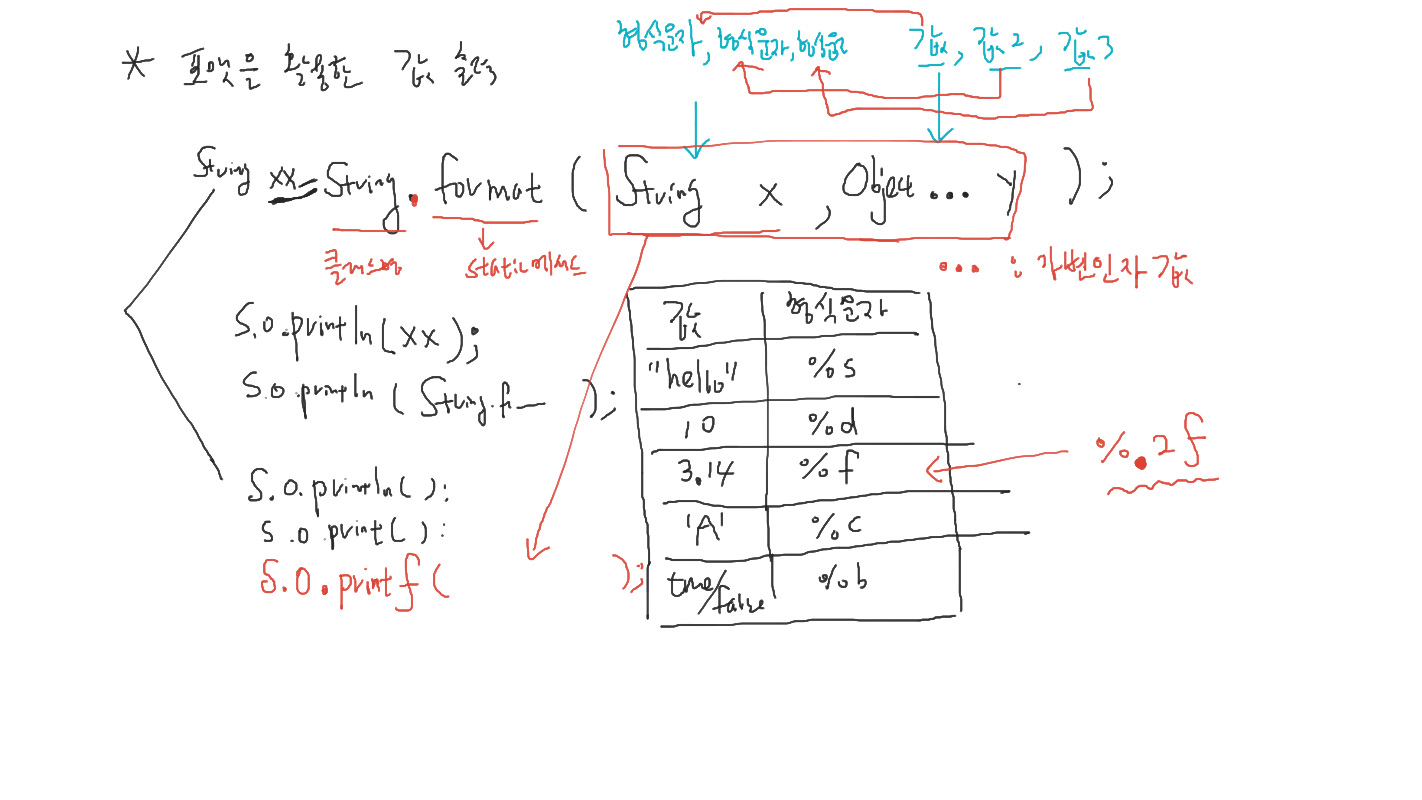 형식문자, 형식문자, 형식문자 값, 값2, 값3
* 포맷을 활용한 값 출력
String xx = String.format ( String x , Object ... y );
클래스명 static메서드
... : 가변인자 값
S.O.println(xx);
S.O.println ( String.f );
S.O.println():
S.O.print():
S.O.printf( );
값 형식문자
"hello" %s
10 %d
3.14 %f
%.2f
'A' %c
true/false %b